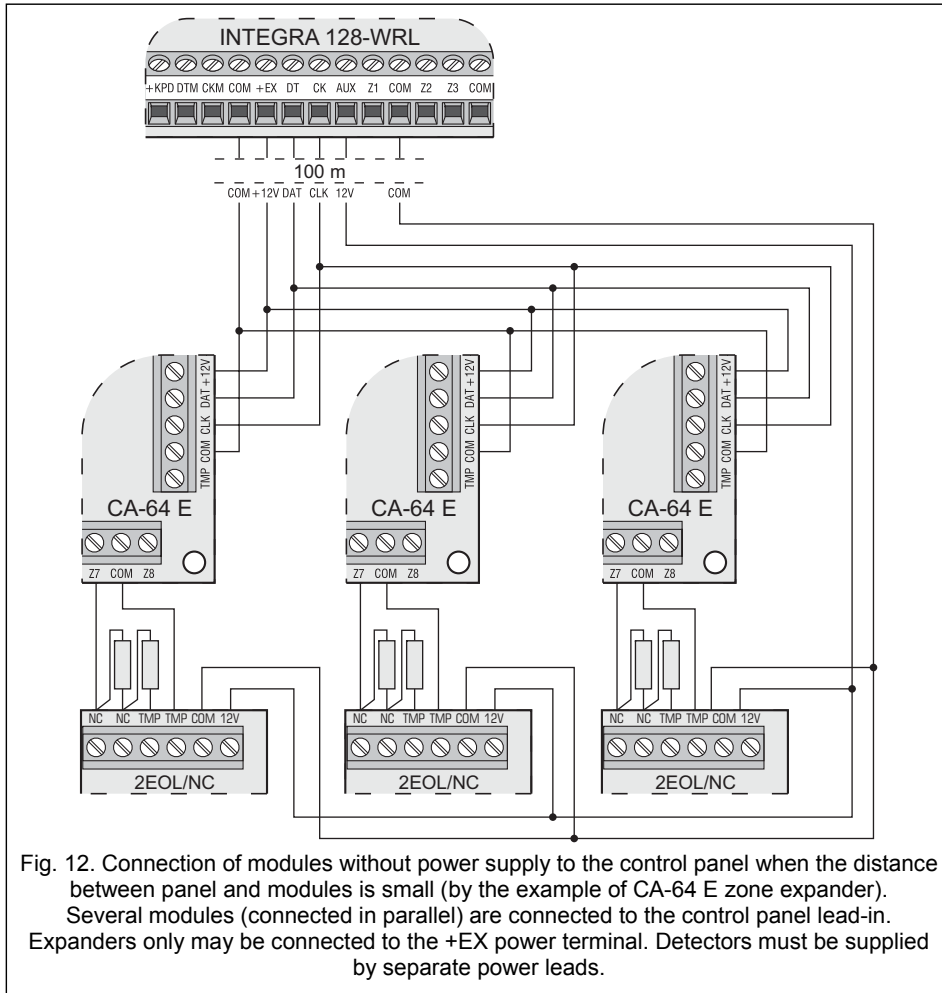 INTEGRA 128-WRL
+KPD DTM CKM COM +EX DT CK AUX Z1 COM Z2 Z3 COM
100 m
COM +12V DAT CLK 12V COM
TMP COM CLK DAT +12V
TMP COM CLK DAT +12V
TMP COM CLK DAT +12V
CA-64 E CA-64 E CA-64 E
Z7 COM Z8 Z7 COM Z8 Z7 COM Z8
NC NC TMP TMP COM 12V NC NC TMP TMP COM 12V NC NC TMP TMP COM 12V
2EOL/NC 2EOL/NC 2EOL/NC
Fig. 12. Connection of modules without power supply to the control panel when the distance
between panel and modules is small (by the example of CA-64 E zone expander).
Several modules (connected in parallel) are connected to the control panel lead-in.
Expanders only may be connected to the +EX power terminal. Detectors must be supplied
by separate power leads.